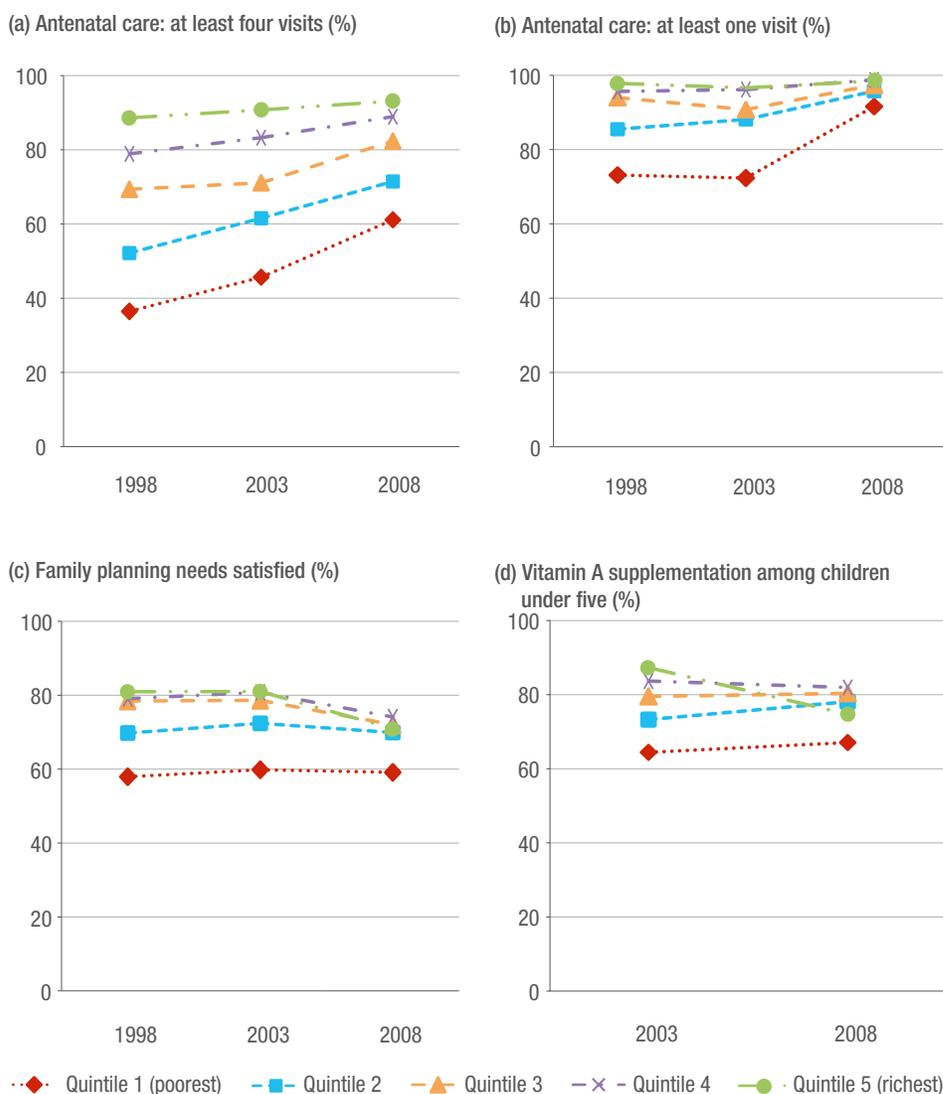 (a) Antenatal care: at least four visits (%)
100
80
60
40
20
0
1998 2003 2008
(b) Antenatal care: at least one visit (%)
100
80
60
40
20
0
1998 2003 2008
(c) Family planning needs satisfied (%)
100
80
60
40
20
0
1998 2003 2008
(d) Vitamin A supplementation among children
under five (%)
100
80
60
40
20
0
2003 2008
Quintile 1 (poorest) Quintile 2 Quintile 3 Quintile 4 Quintile 5 (richest)